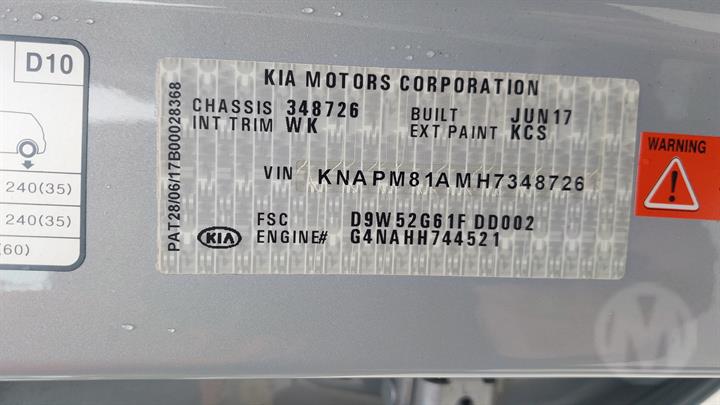 D10
240(35)
240(35)
(60)
PAT28/06/17B00028368
KIA MOTORS CORPORATION
CHASSIS 348726 BUILT JUN17
INT TRIM WK EXT PAINT KCS
VIN KNAPM81AMH7348726
FSC D9W52G61F DD002
KIA ENGINE# G4NAHH744521
WARNING
M